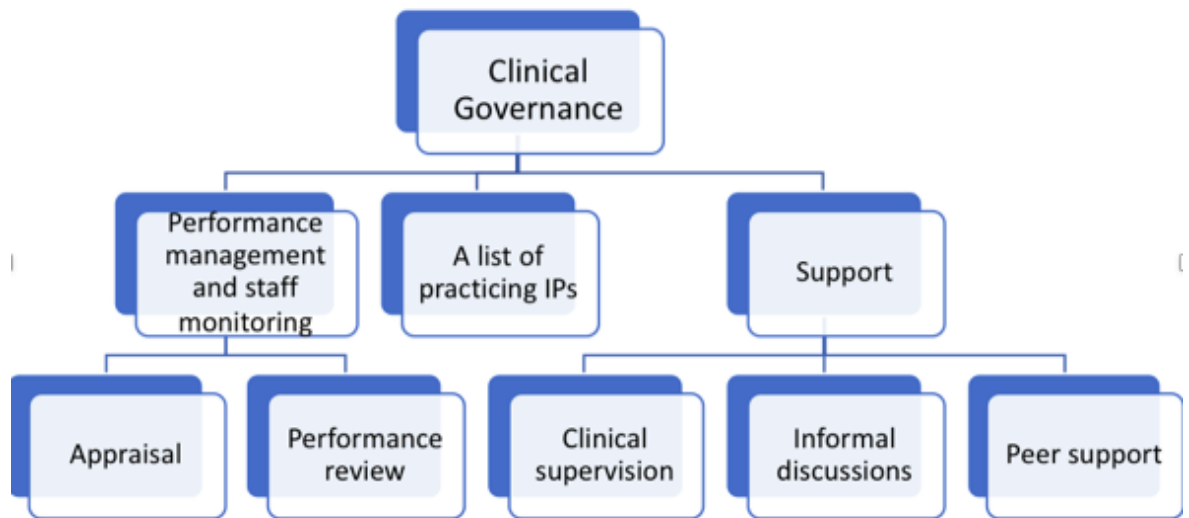 Clinical
Governance
Performance
management
and staff
monitoring
A list of
practicing IPs
Support
Appraisal
Performance
review
Clinical
supervision
Informal
discussions
Peer support